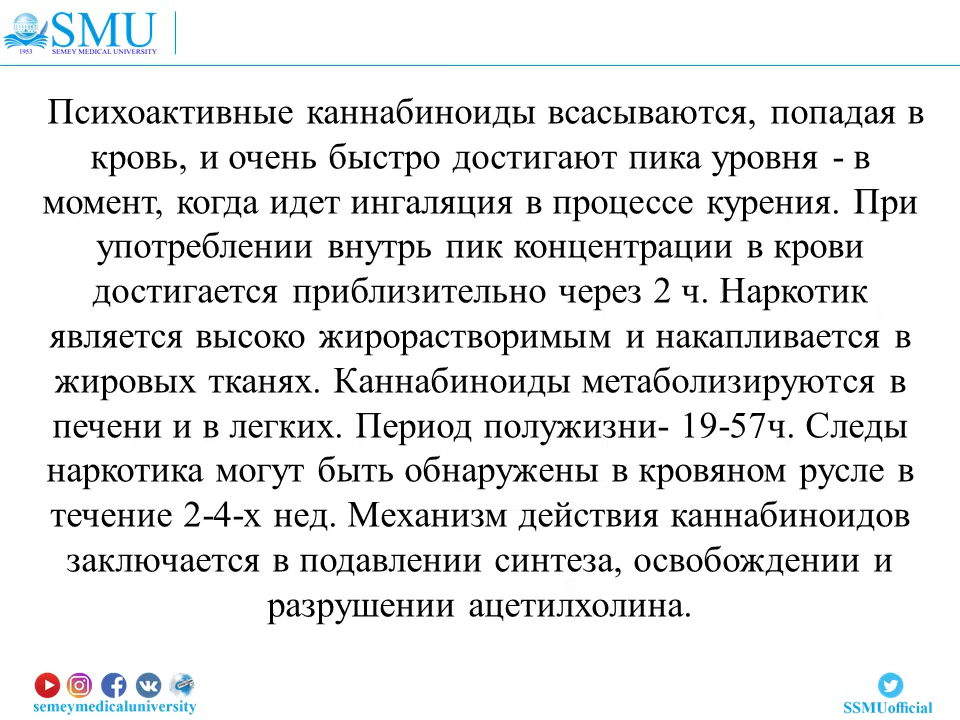 SMU
1953 SEMEY MEDICAL UNIVERSITY
Психоактивные каннабиноиды всасываются, попадая в
кровь, и очень быстро достигают пика уровня - в
момент, когда идет ингаляция в процессе курения. При
употреблении внутрь пик концентрации в крови
достигается приблизительно через 2 ч. Наркотик
является высоко жирорастворимым и накапливается в
жировых тканях. Каннабиноиды метаболизируются в
печени и в легких. Период полужизни- 19-57ч. Следы
наркотика могут быть обнаружены в кровяном русле в
течение 2-4-х нед. Механизм действия каннабиноидов
заключается в подавлении синтеза, освобождении и
разрушении ацетилхолина.
semeymedicaluniversity
SSMUofficial